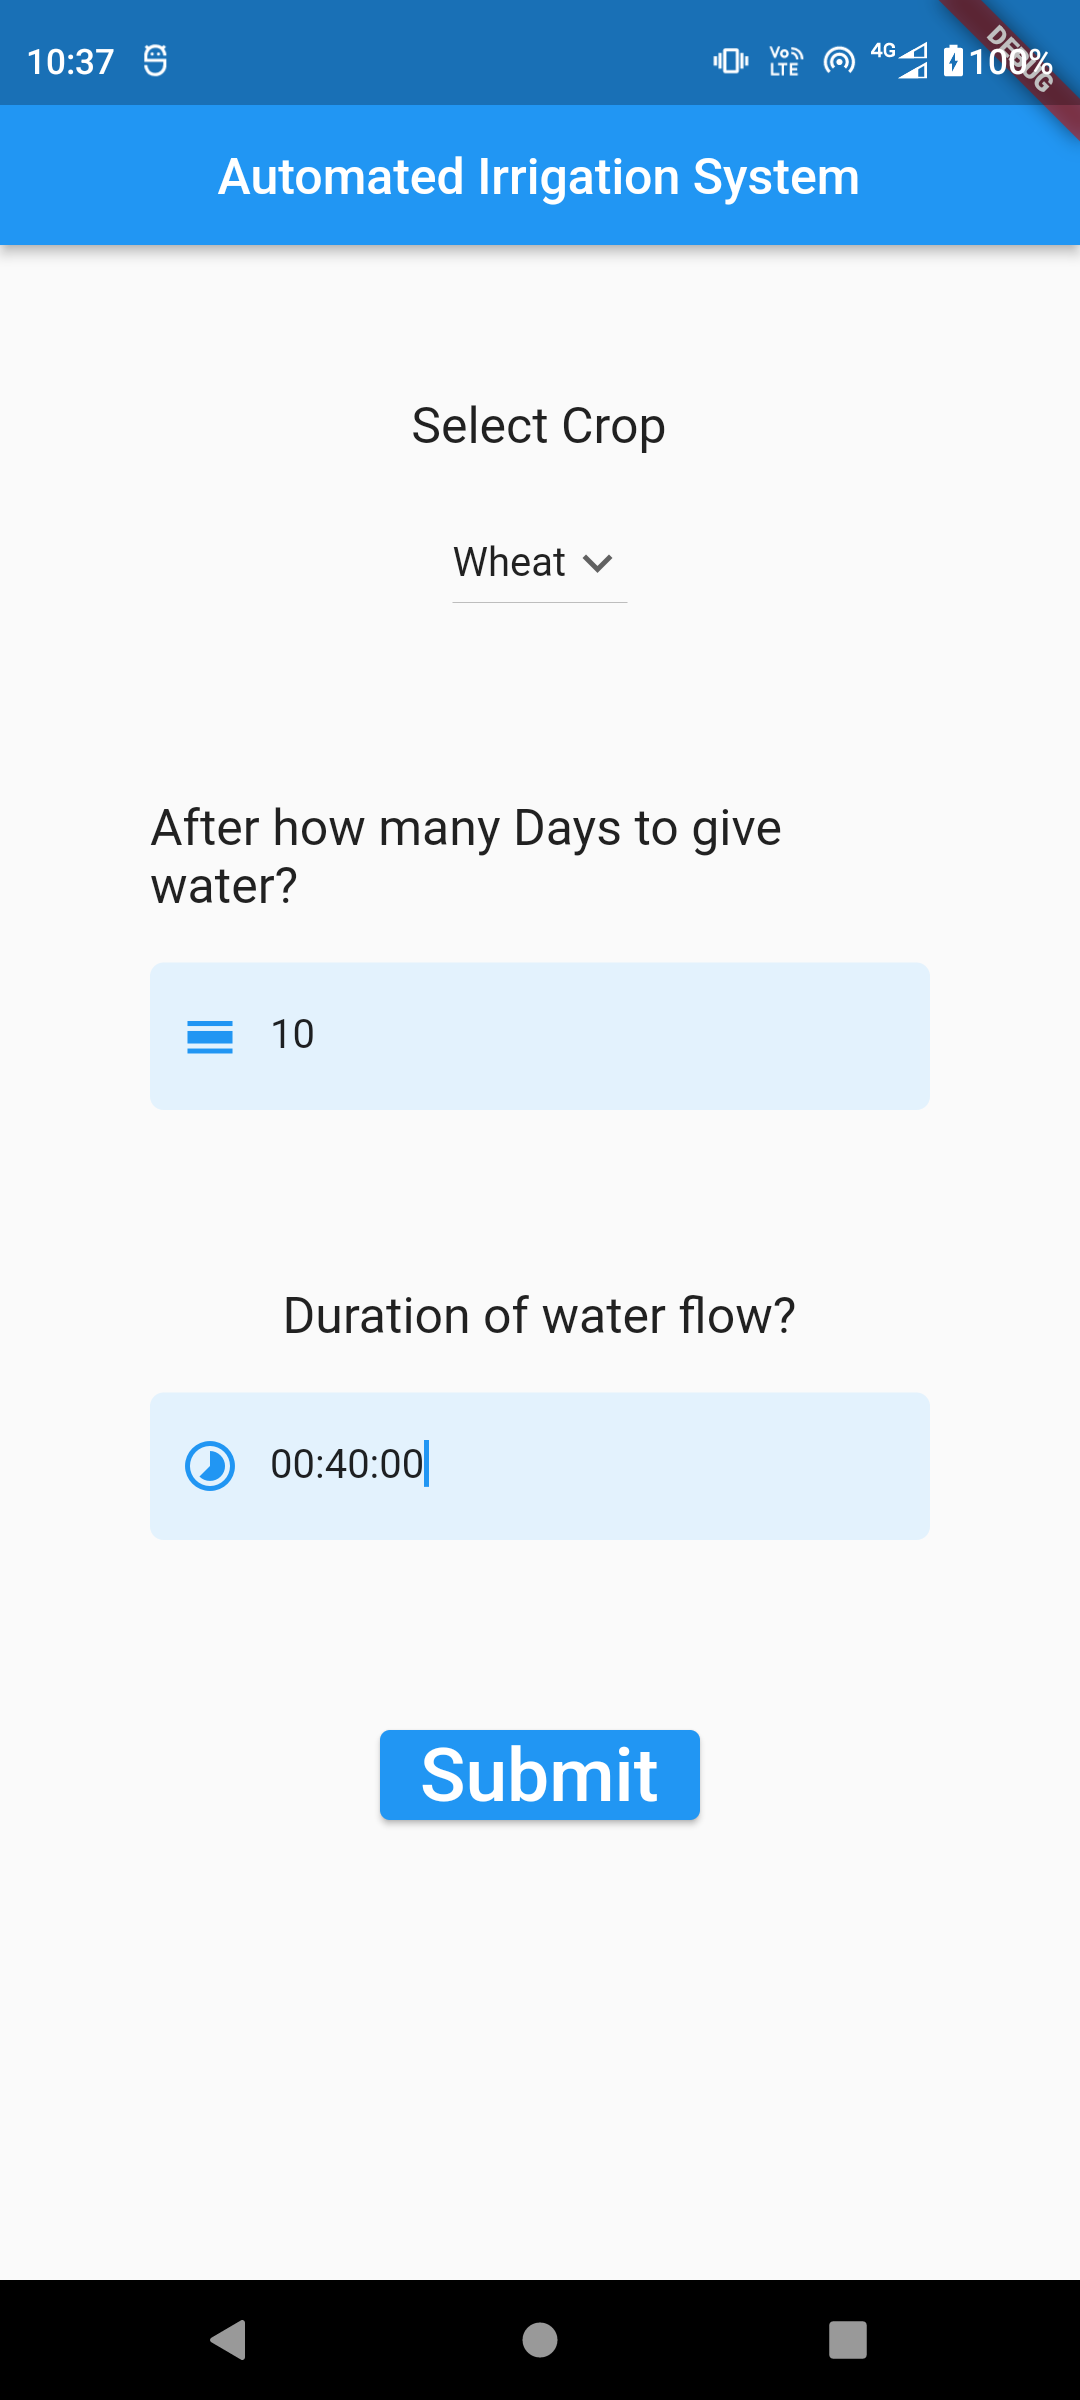 10:37
Vo LTE 4G 100%
DEBUG
Automated Irrigation System
Select Crop
Wheat
After how many Days to give
water?
10
Duration of water flow?
00:40:00
Submit